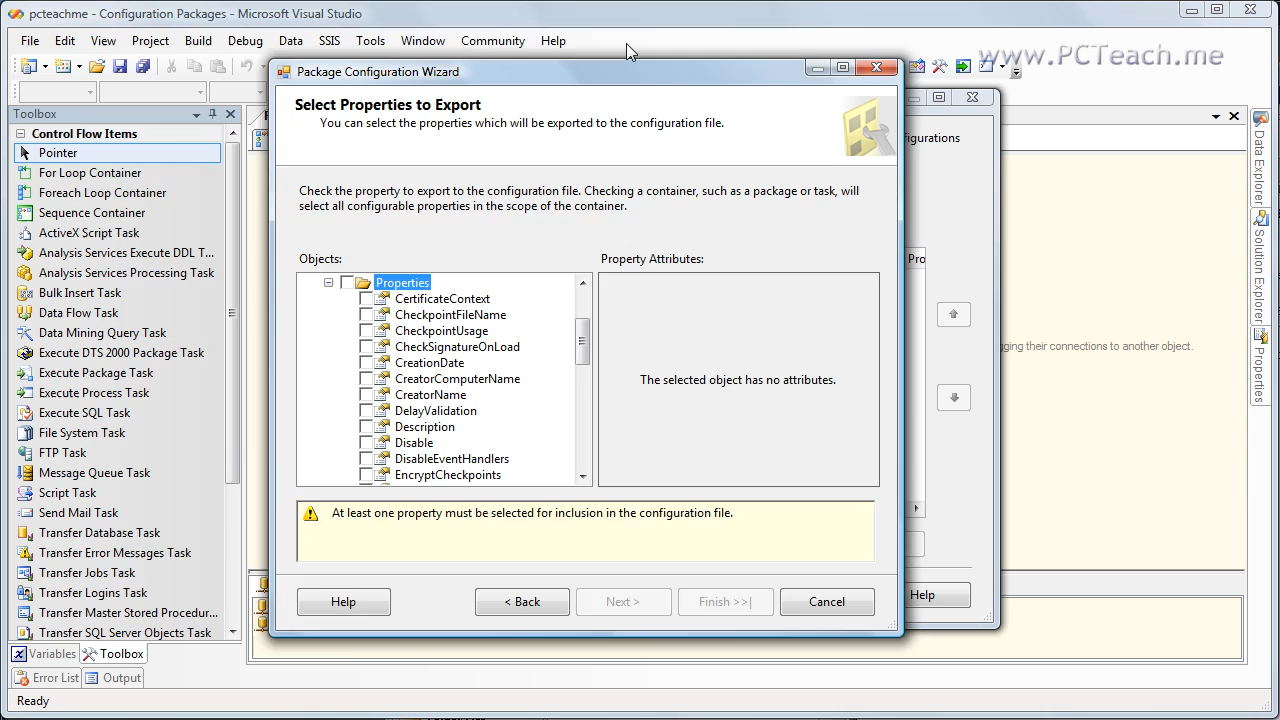 pcteachme - Configuration Packages - Microsoft Visual Studio
File Edit View Project Build Debug Data SSIS Tools Window Community Help
www.PCTeach.me
Toolbox
Control Flow Items
Pointer
For Loop Container
Foreach Loop Container
Sequence Container
ActiveX Script Task
Analysis Services Execute DDL T...
Analysis Services Processing Task
Bulk Insert Task
Data Flow Task
Data Mining Query Task
Execute DTS 2000 Package Task
Execute Package Task
Execute Process Task
Execute SQL Task
File System Task
FTP Task
Message Queue Task
Script Task
Send Mail Task
Transfer Database Task
Transfer Error Messages Task
Transfer Jobs Task
Transfer Logins Task
Transfer Master Stored Procedur...
Transfer SQL Server Objects Task
Variables Toolbox
Error List Output
Ready
Package Configuration Wizard
Select Properties to Export
You can select the properties which will be exported to the configuration file.
Check the property to export to the configuration file. Checking a container, such as a package or task, will
select all configurable properties in the scope of the container.
Objects: Property Attributes:
Properties
CertificateContext
CheckpointFileName
CheckpointUsage
CheckSignatureOnLoad
CreationDate
CreatorComputerName
CreatorName
DelayValidation
Description
Disable
DisableEventHandlers
EncryptCheckpoints
The selected object has no attributes.
At least one property must be selected for inclusion in the configuration file.
Help < Back Next > Finish >>| Cancel
figurations
Pro
ging their connections to another object.
Help
Data Explorer
Solution Explorer
Properties